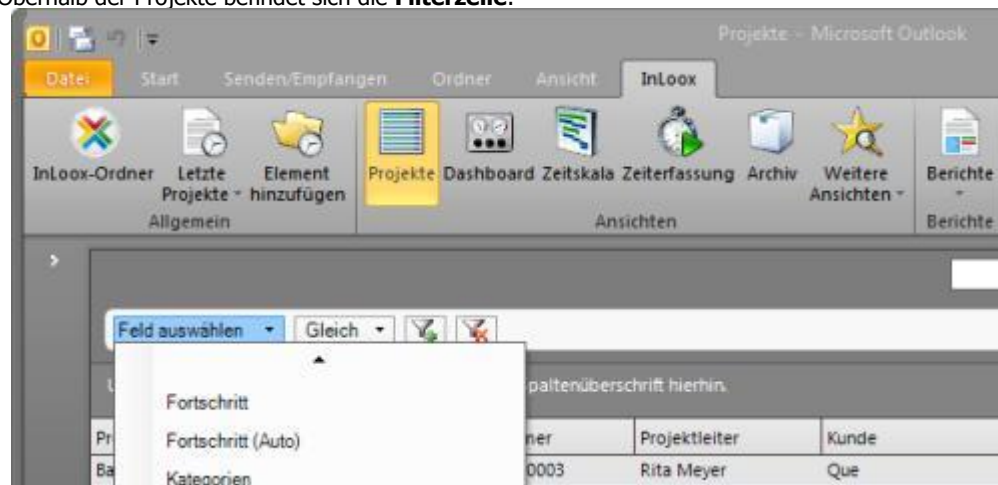 Oberhalb der Projekte befindet sich die Filterzeile:
Projekte - Microsoft Outlook
Datei Start Senden/Empfangen Ordner Ansicht InLoox
InLoox-Ordner Letzte Projekte Element hinzufügen Projekte Dashboard Zeitskala Zeiterfassung Archiv Weitere Ansichten Berichte
Allgemein Ansichten Berichte
Feld auswählen Gleich
Fortschritt
paltenüberschrift hierhin.
Fortschritt (Auto)
Pr ner Projektleiter Kunde
Kategorien
Ba 0003 Rita Meyer Que